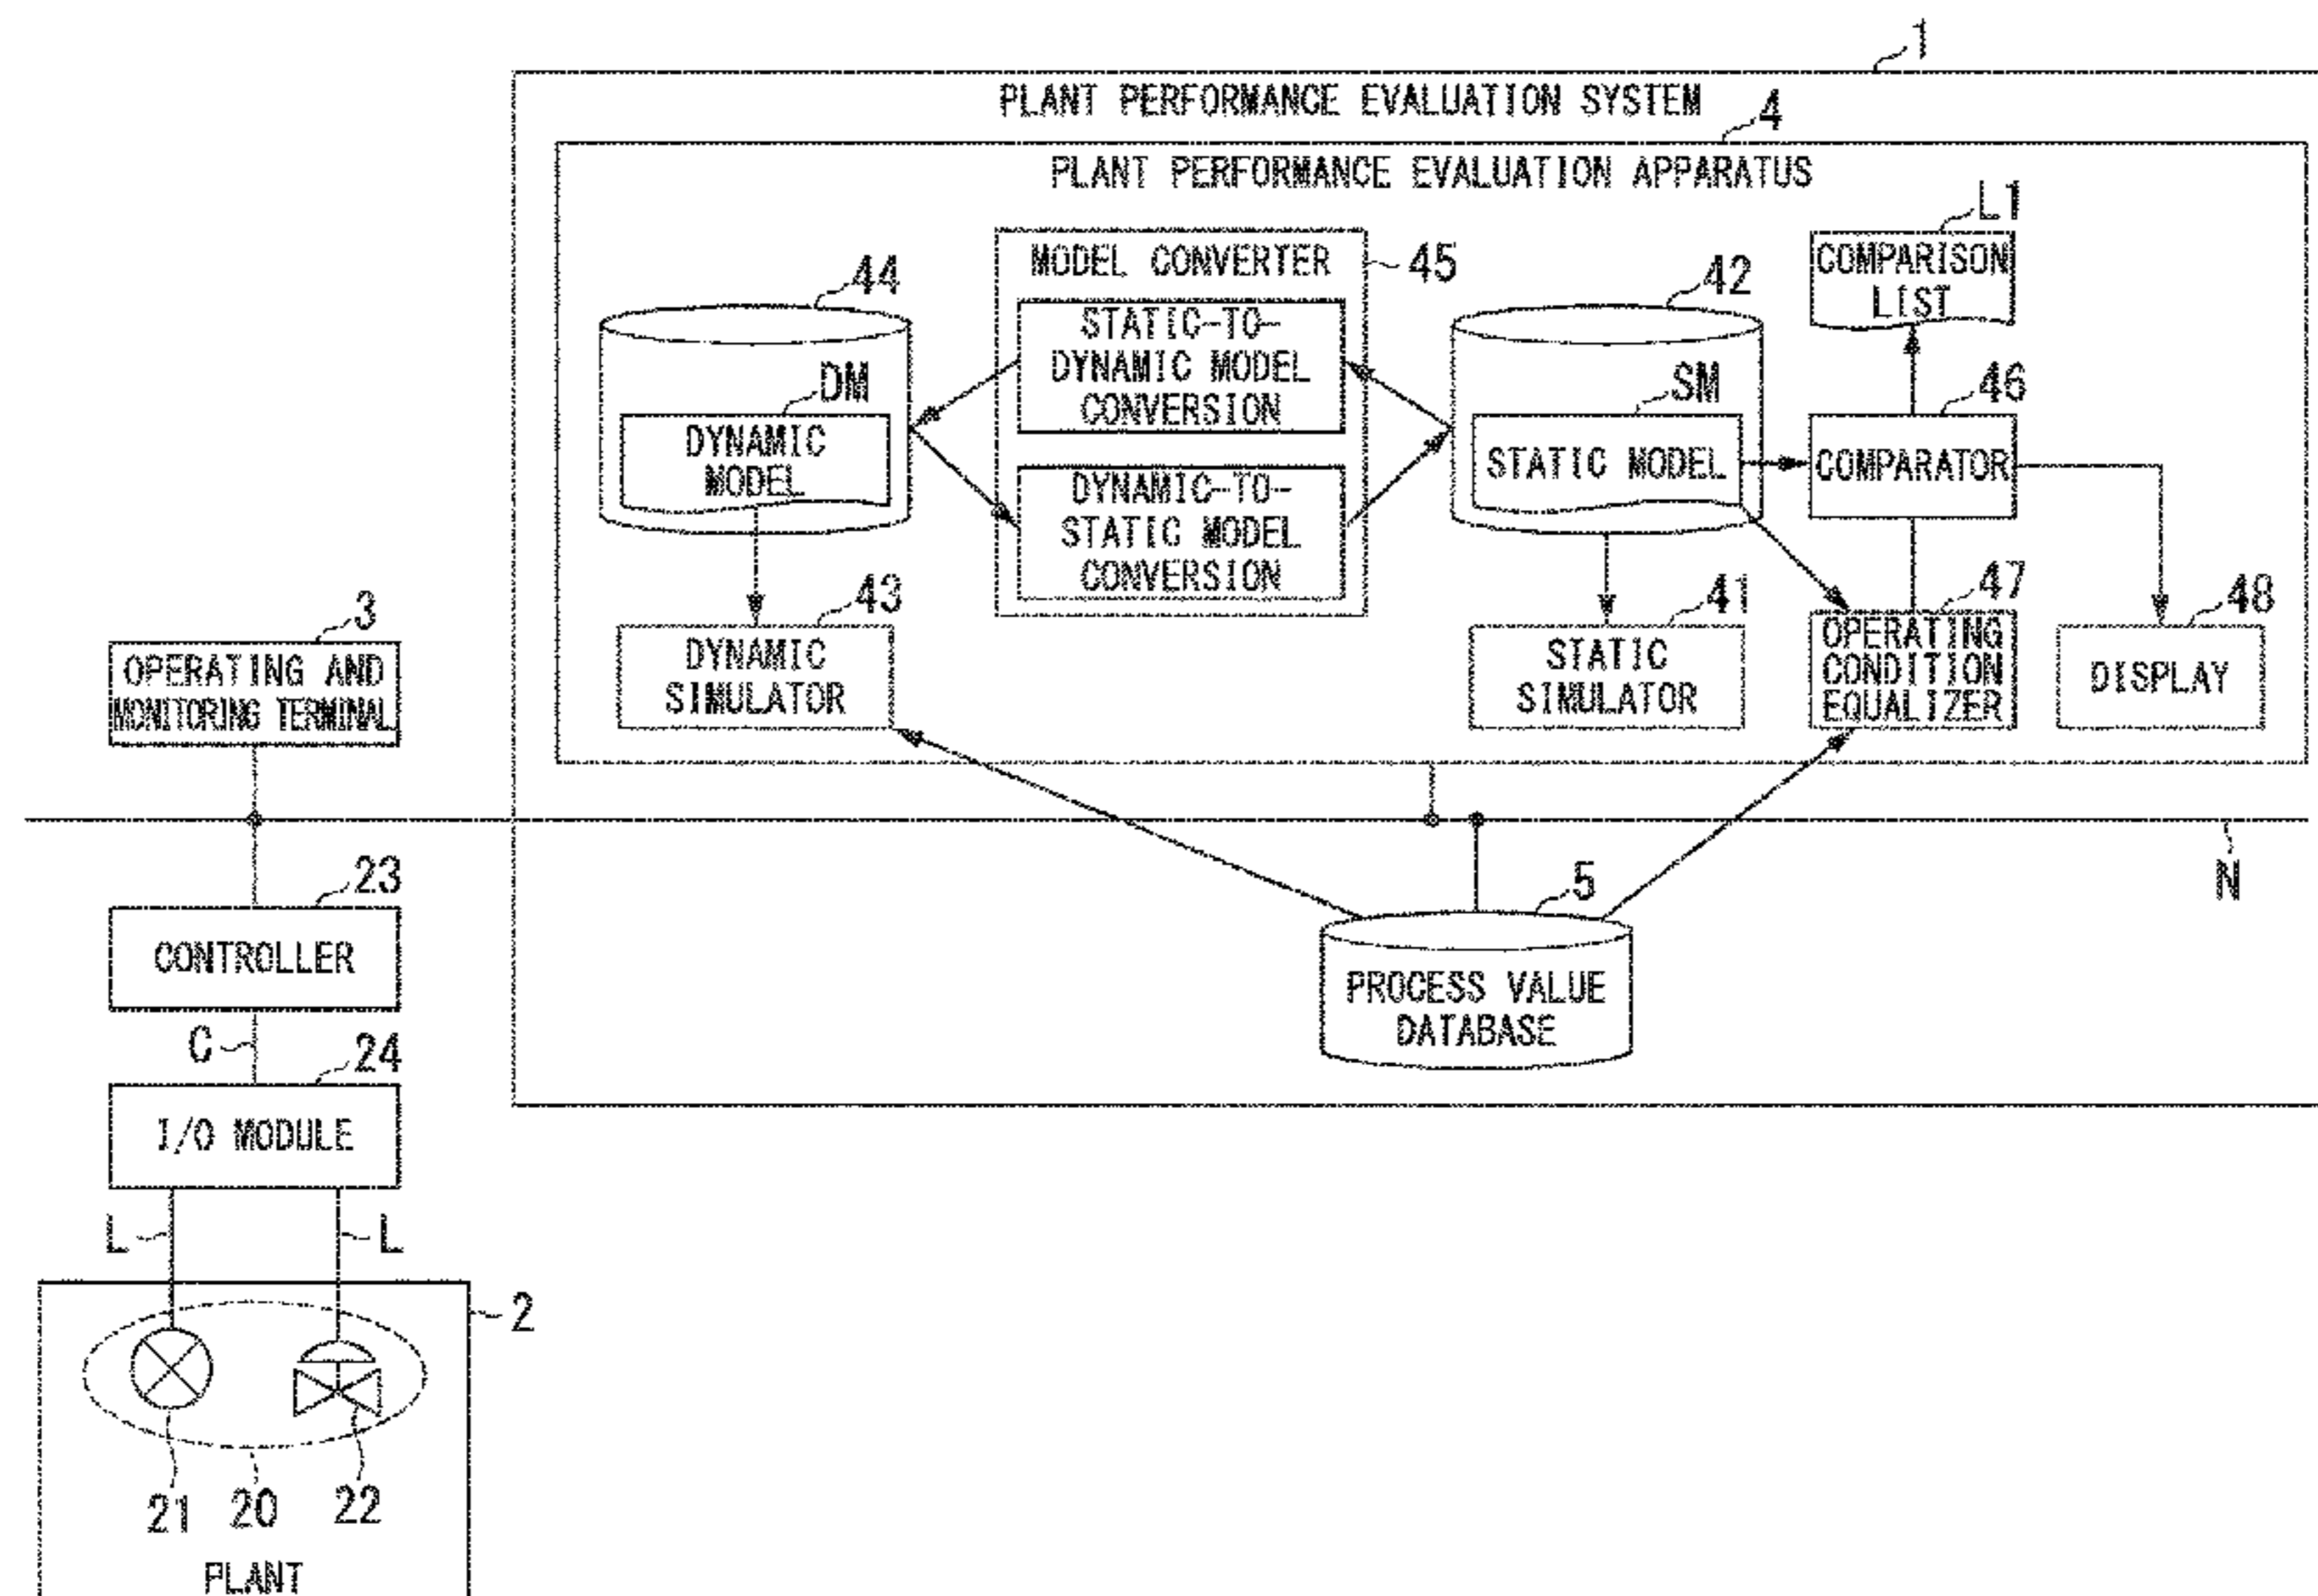 1
PLANT PERFORMANCE EVALUATION SYSTEM
4
PLANT PERFORMANCE EVALUATION APPARATUS
L1
COMPARISON
LIST
44
MODEL CONVERTER
45
42
STATIC-TO-
DYNAMIC MODEL
CONVERSION
DM
DYNAMIC
MODEL
SM
STATIC MODEL
46
COMPARATOR
DYNAMIC-TO-
STATIC MODEL
CONVERSION
43
DYNAMIC
SIMULATOR
41
STATIC
SIMULATOR
47
OPERATING
CONDITION
EQUALIZER
48
DISPLAY
3
OPERATING AND
MONITORING TERMINAL
N
23
CONTROLLER
5
PROCESS VALUE
DATABASE
C
24
I/O MODULE
L
L
2
21
20
22
PLANT